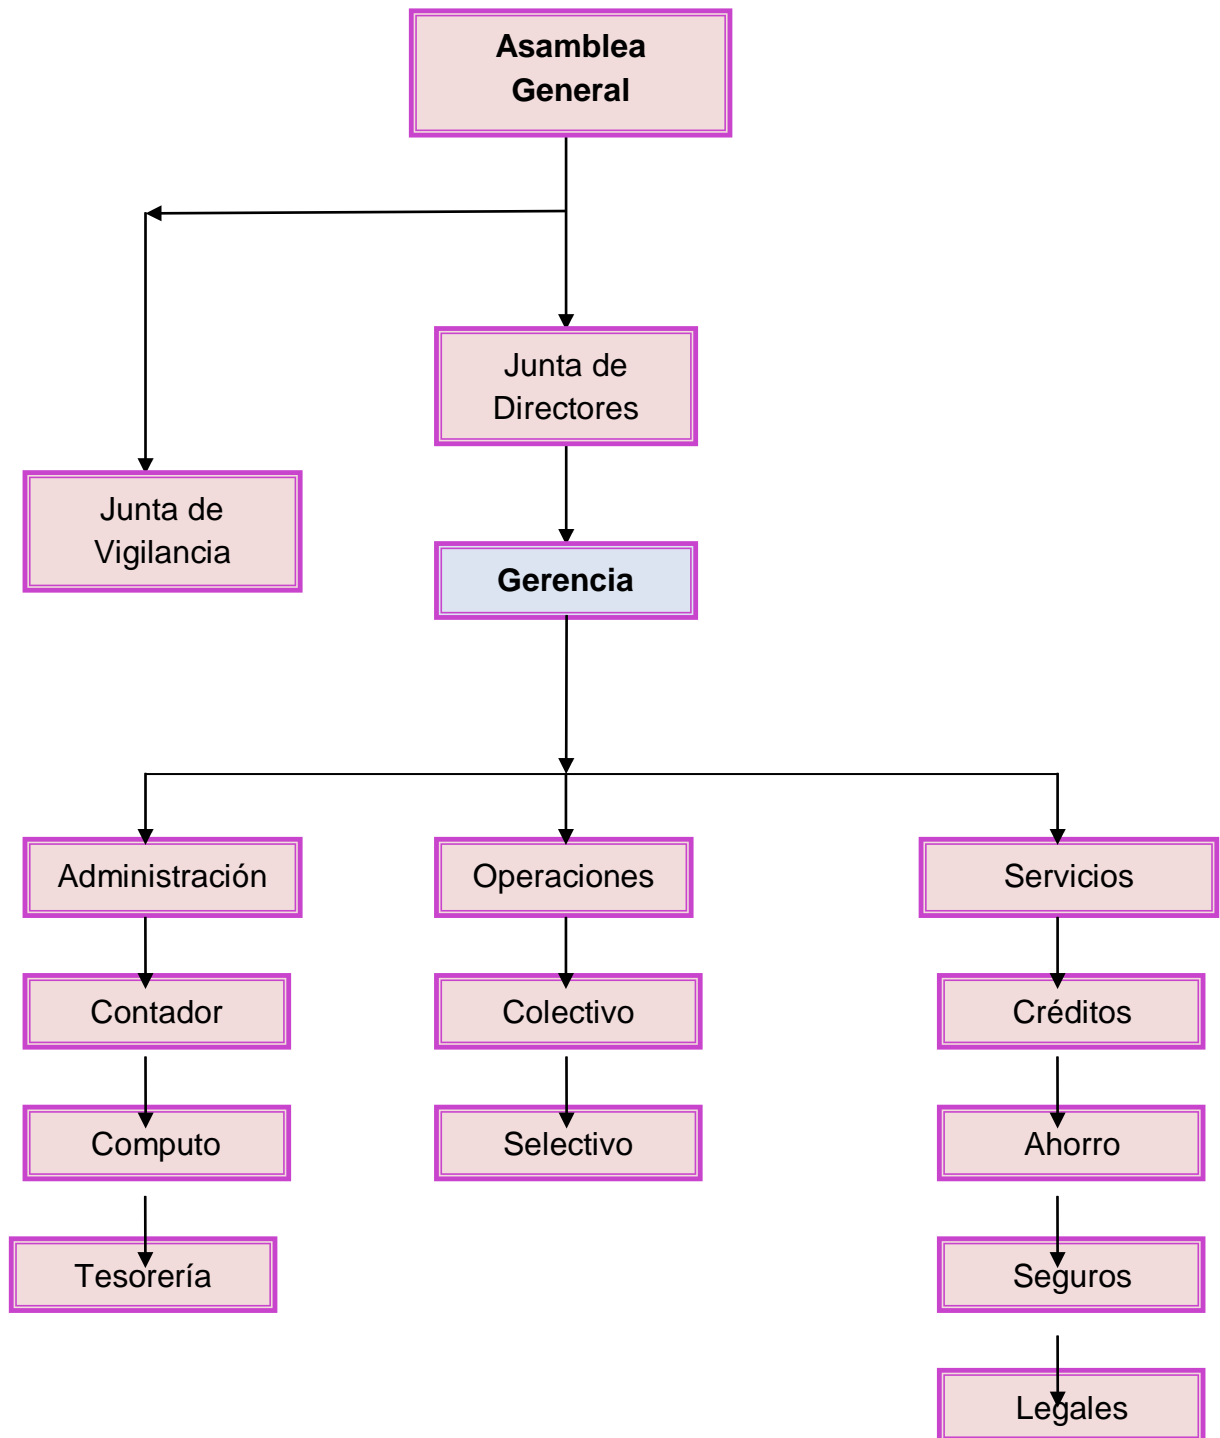 Asamblea
General
Junta de
Directores
Junta de
Vigilancia
Gerencia
Administración
Operaciones
Servicios
Contador
Colectivo
Créditos
Computo
Selectivo
Ahorro
Tesorería
Seguros
Legales